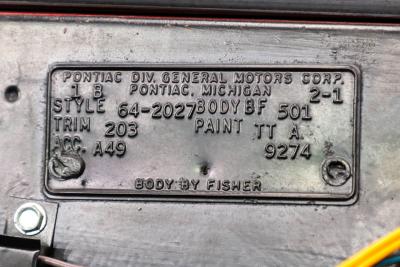 PONTIAC DIV. GENERAL MOTORS CORP.
1 B PONTIAC, MICHIGAN 2-1
STYLE 64-2027 BODY BF 501
TRIM 203 PAINT TT A
ACC. A49 9274
BODY BY FISHER